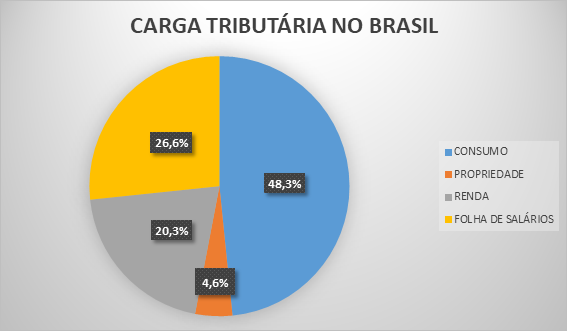 CARGA TRIBUTÁRIA NO BRASIL
26,6%
48,3%
20,3%
4,6%
CONSUMO
PROPRIEDADE
RENDA
FOLHA DE SALÁRIOS